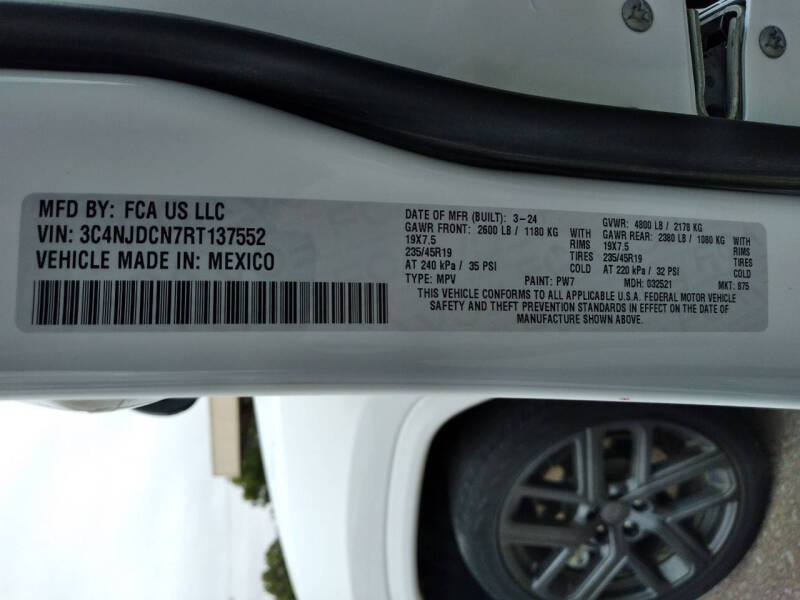 MFD BY: FCA US LLC
VIN: 3C4NJDCN7RT137552
VEHICLE MADE IN: MEXICO
DATE OF MFR (BUILT): 3-24
GVWR: 4800 LB / 2178 KG
GAWR FRONT: 2600 LB / 1180 KG WITH
GAWR REAR: 2380 LB / 1080 KG WITH
19X7.5 RIMS
19X7.5 RIMS
235/45R19 TIRES
235/45R19 TIRES
AT 240 kPa / 35 PSI COLD
AT 220 kPa / 32 PSI COLD
TYPE: MPV PAINT: PW7 MDH: 032521 MKT: 875
THIS VEHICLE CONFORMS TO ALL APPLICABLE U.S.A. FEDERAL MOTOR VEHICLE
SAFETY AND THEFT PREVENTION STANDARDS IN EFFECT ON THE DATE OF
MANUFACTURE SHOWN ABOVE.